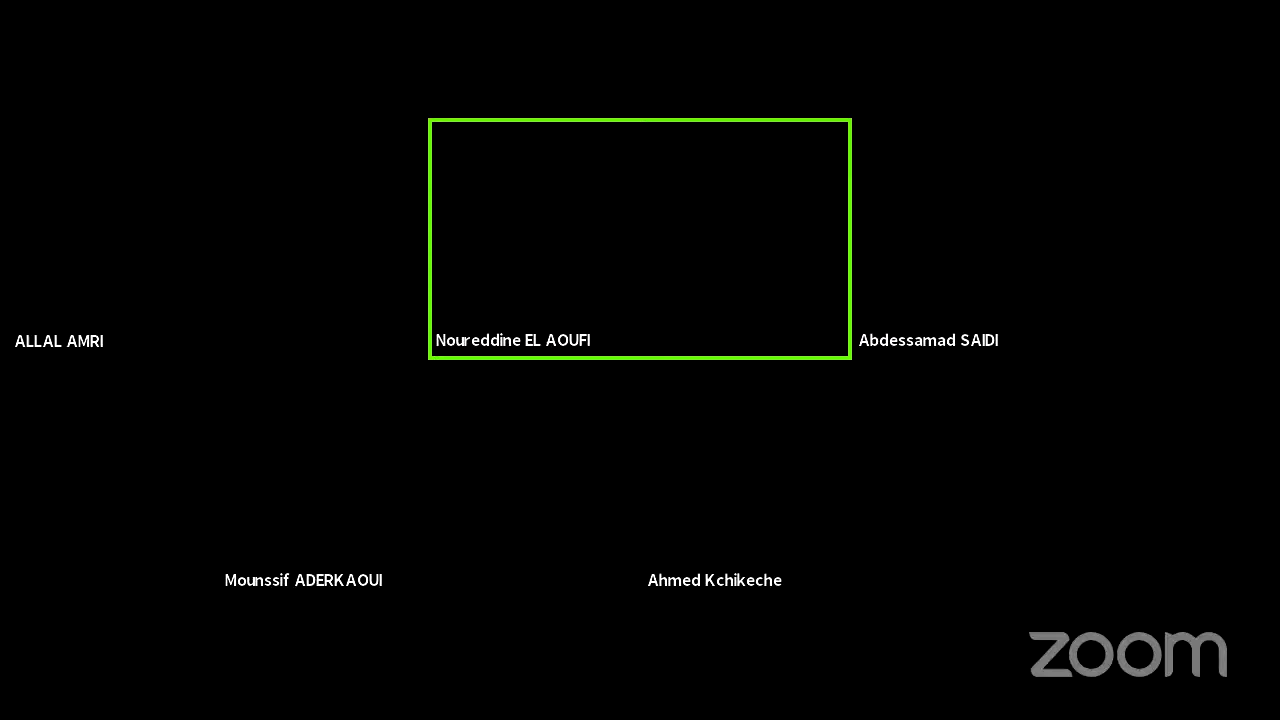 ALLAL AMRI
Noureddine EL AOUFI
Abdessamad SAIDI
Mounssif ADERKAOUI
Ahmed Kchikeche
zoom